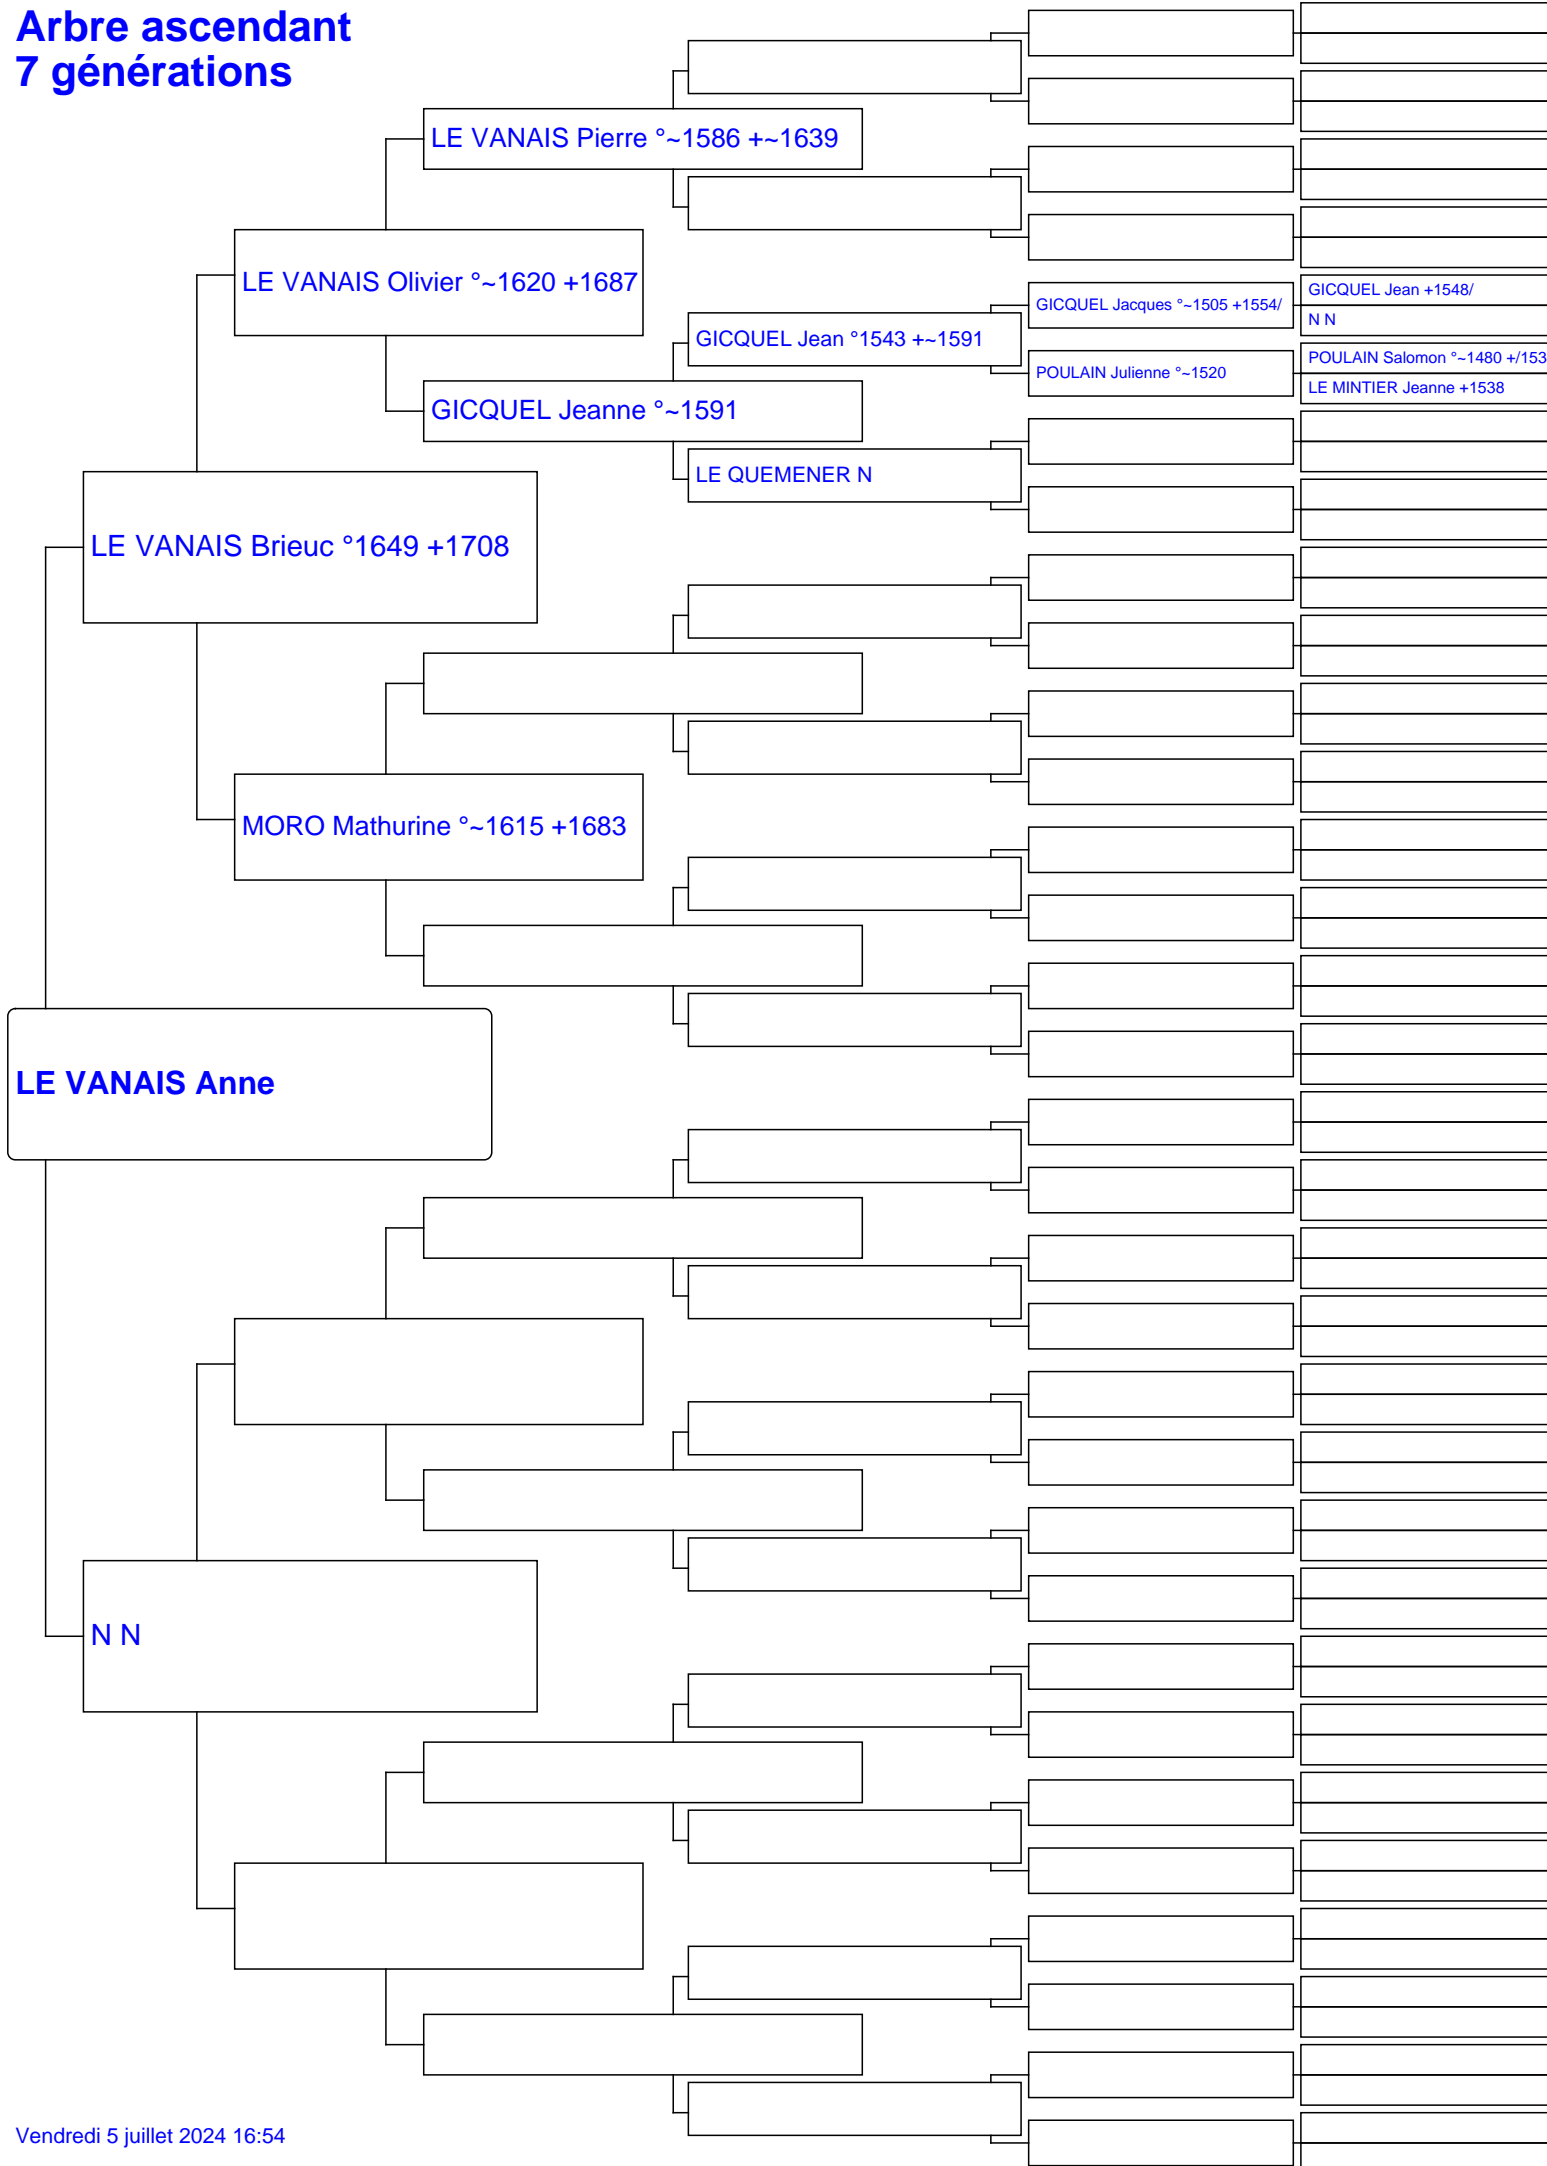 Arbre ascendant
7 générations
LE VANAIS Pierre °~1586 +~1639
LE VANAIS Olivier °~1620 +1687
GICQUEL Jean +1548/
GICQUEL Jacques °~1505 +1554/
N N
GICQUEL Jean °1543 +~1591
POULAIN Salomon °~1480 +/153
POULAIN Julienne °~1520
LE MINTIER Jeanne +1538
GICQUEL Jeanne °~1591
LE QUEMENER N
LE VANAIS Brieuc °1649 +1708
MORO Mathurine °~1615 +1683
LE VANAIS Anne
N N
Vendredi 5 juillet 2024 16:54